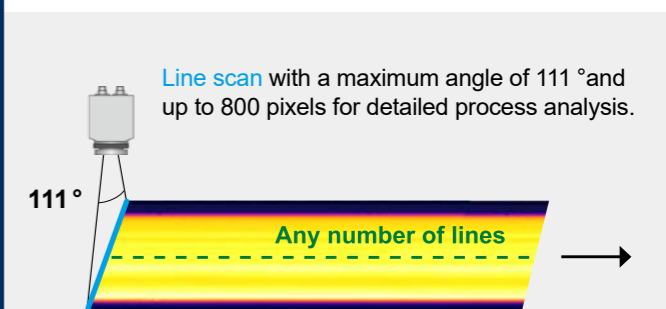 Line scan with a maximum angle of 111 °and
up to 800 pixels for detailed process analysis.
111 °
Any number of lines